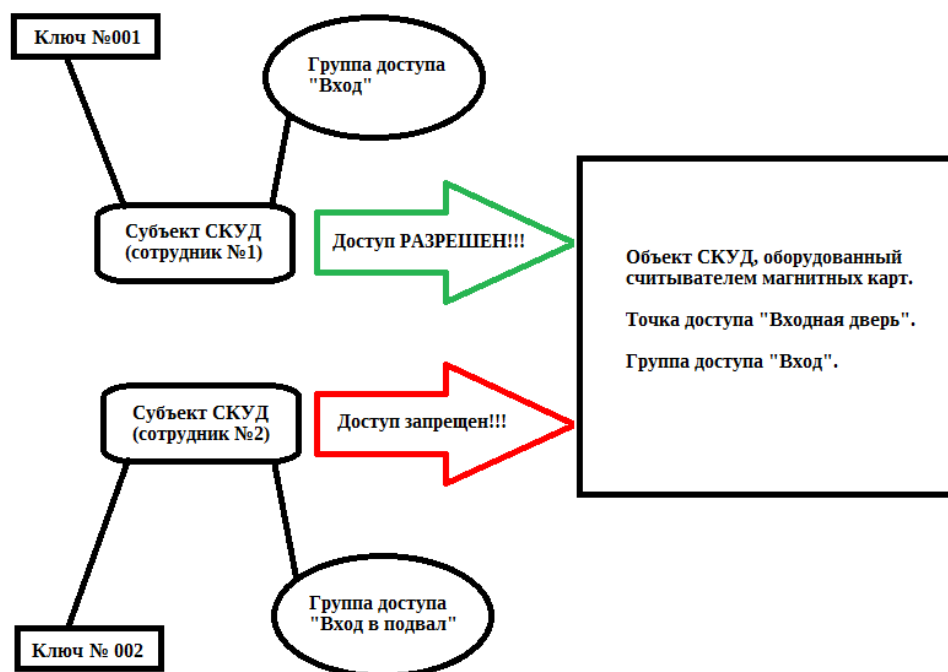 Ключ №001
Группа доступа
"Вход"
Субъект СКУД
(сотрудник №1)
Доступ РАЗРЕШЕН!!!
Объект СКУД, оборудованный
считывателем магнитных карт.
Точка доступа "Входная дверь".
Группа доступа "Вход".
Субъект СКУД
(сотрудник №2)
Доступ запрещен!!!
Группа доступа
"Вход в подвал"
Ключ № 002